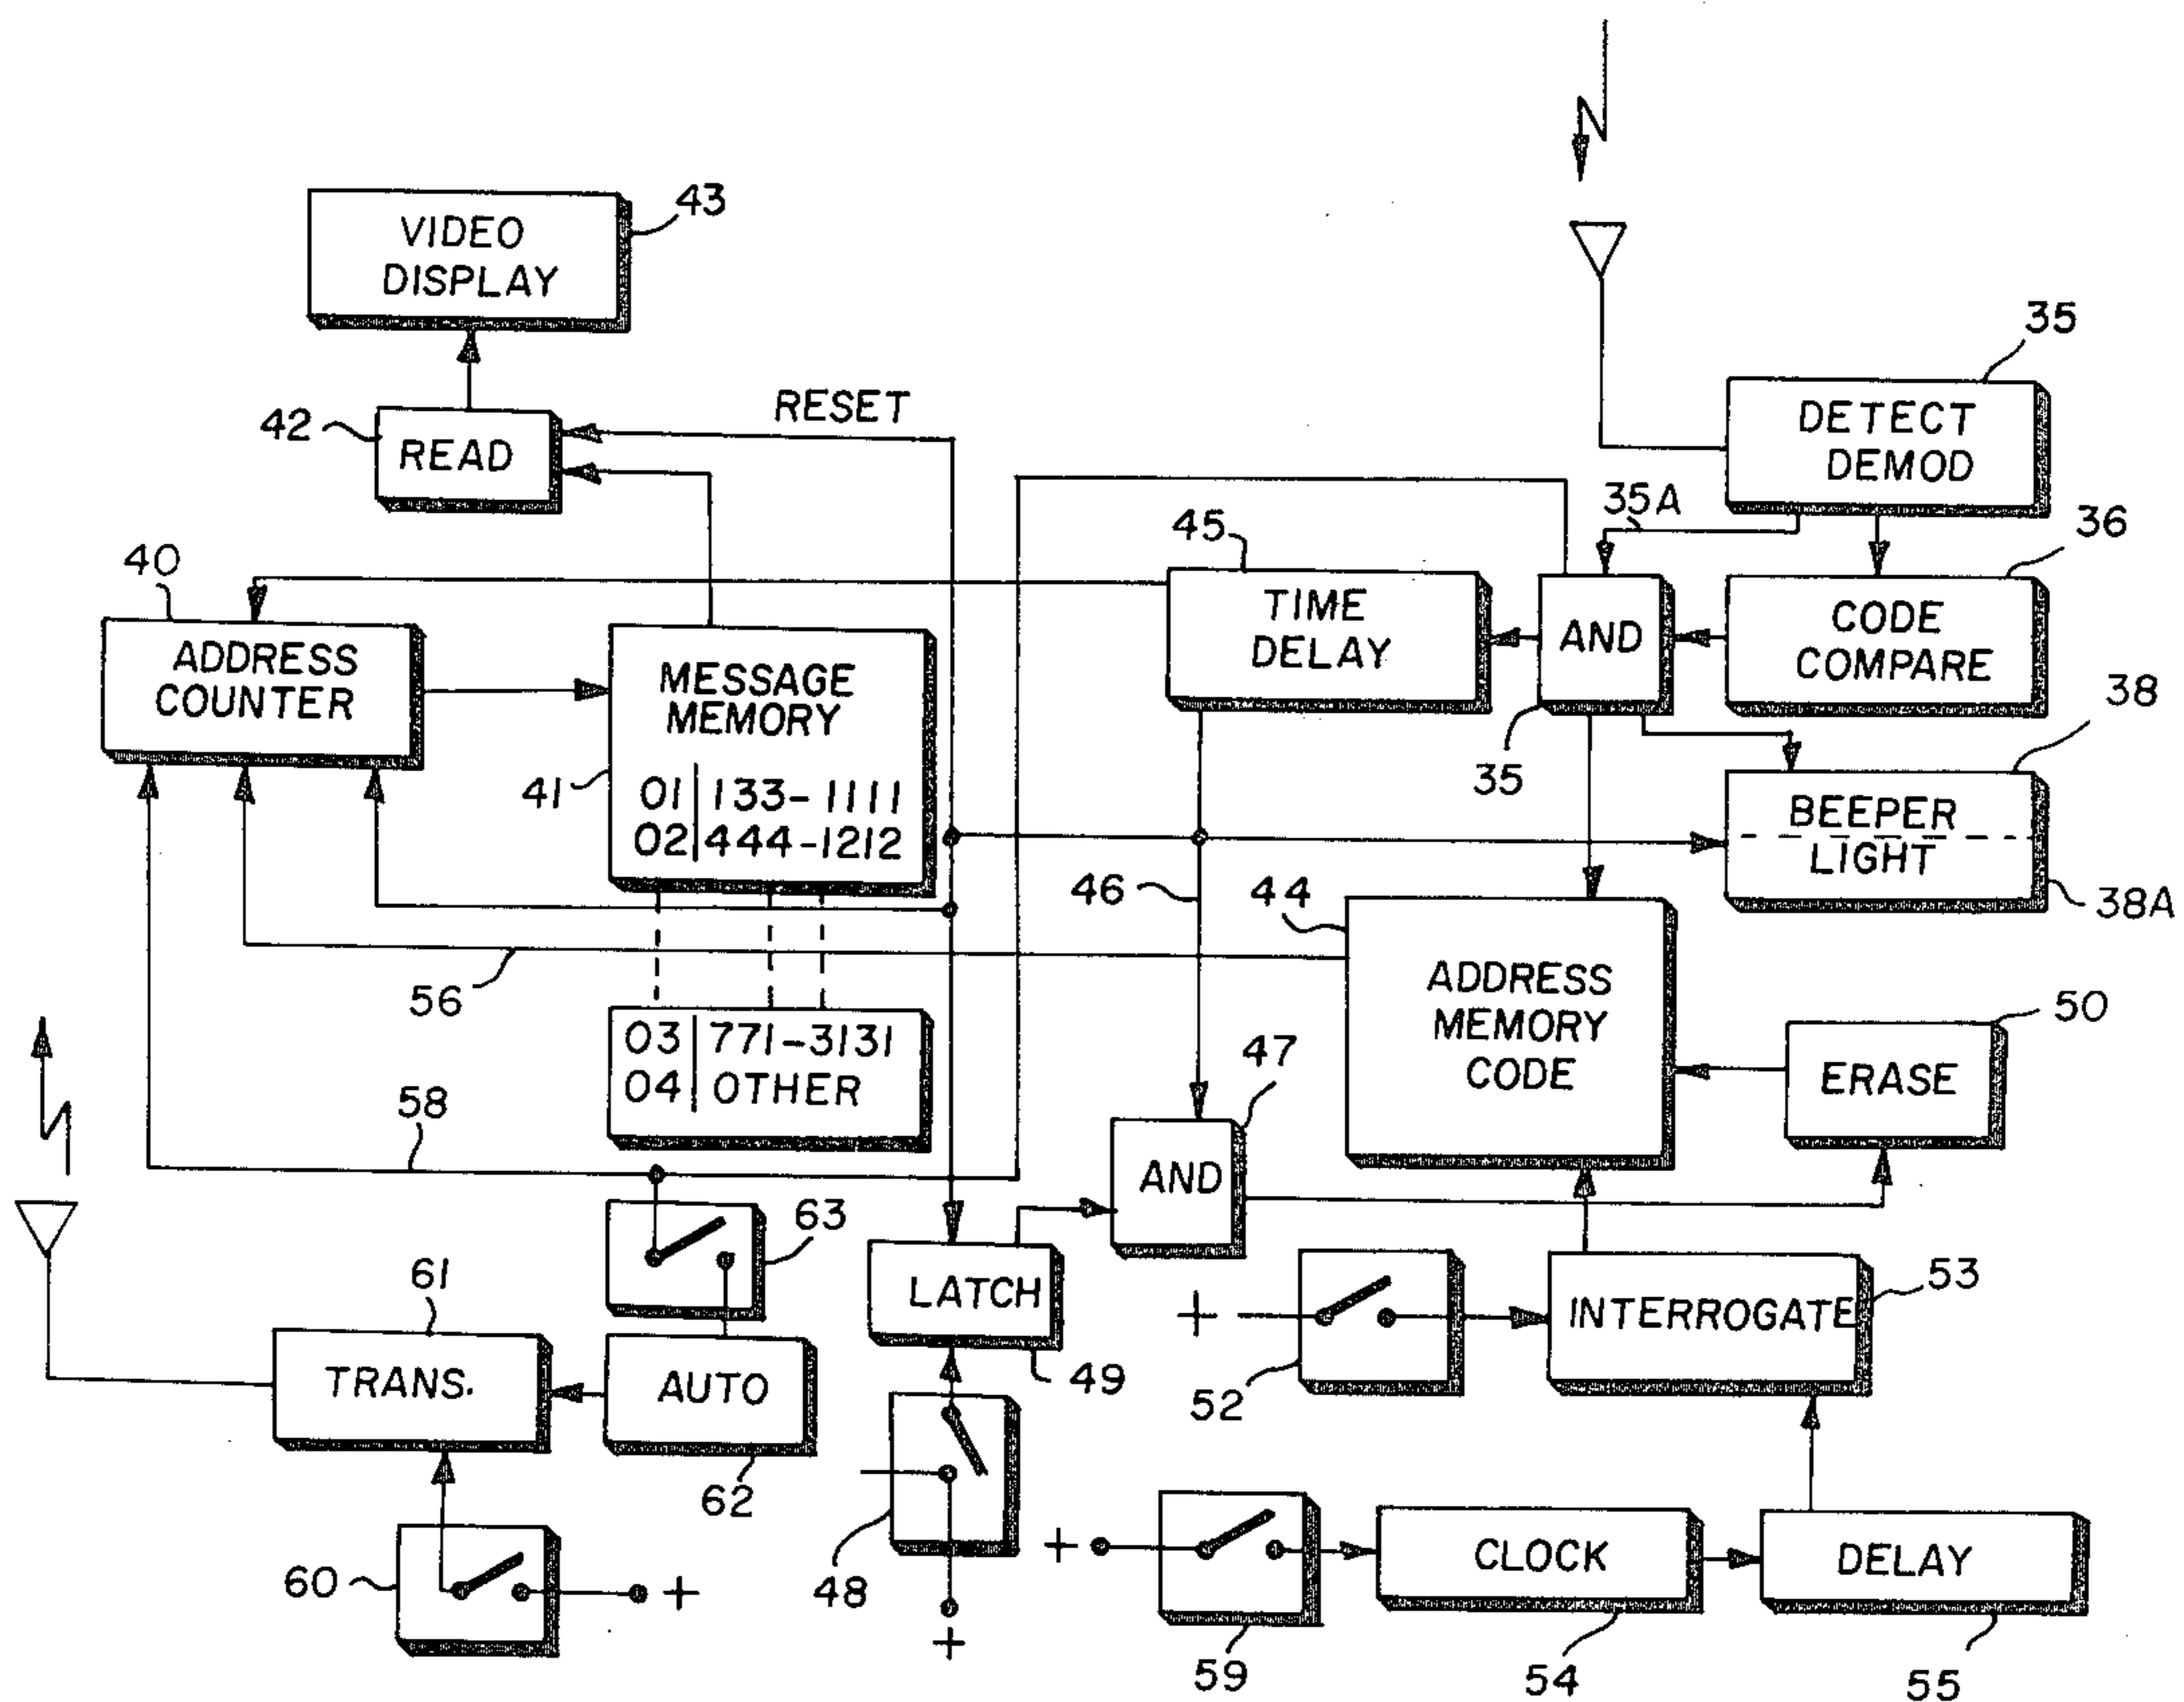 43
VIDEO
DISPLAY
35
DETECT
DEMOD
42
READ
RESET
35A
36
45
TIME
DELAY
AND
CODE
COMPARE
35
40
ADDRESS
COUNTER
MESSAGE
MEMORY
41
01 133-1111
02 444-1212
38
BEEPER
LIGHT
38A
46
44
ADDRESS
MEMORY
CODE
56
03 771-3131
04 OTHER
50
ERASE
47
AND
58
63
61
TRANS.
AUTO
62
LATCH
49
+
52
INTERROGATE
53
60
+
48
+
+
59
CLOCK
54
DELAY
55